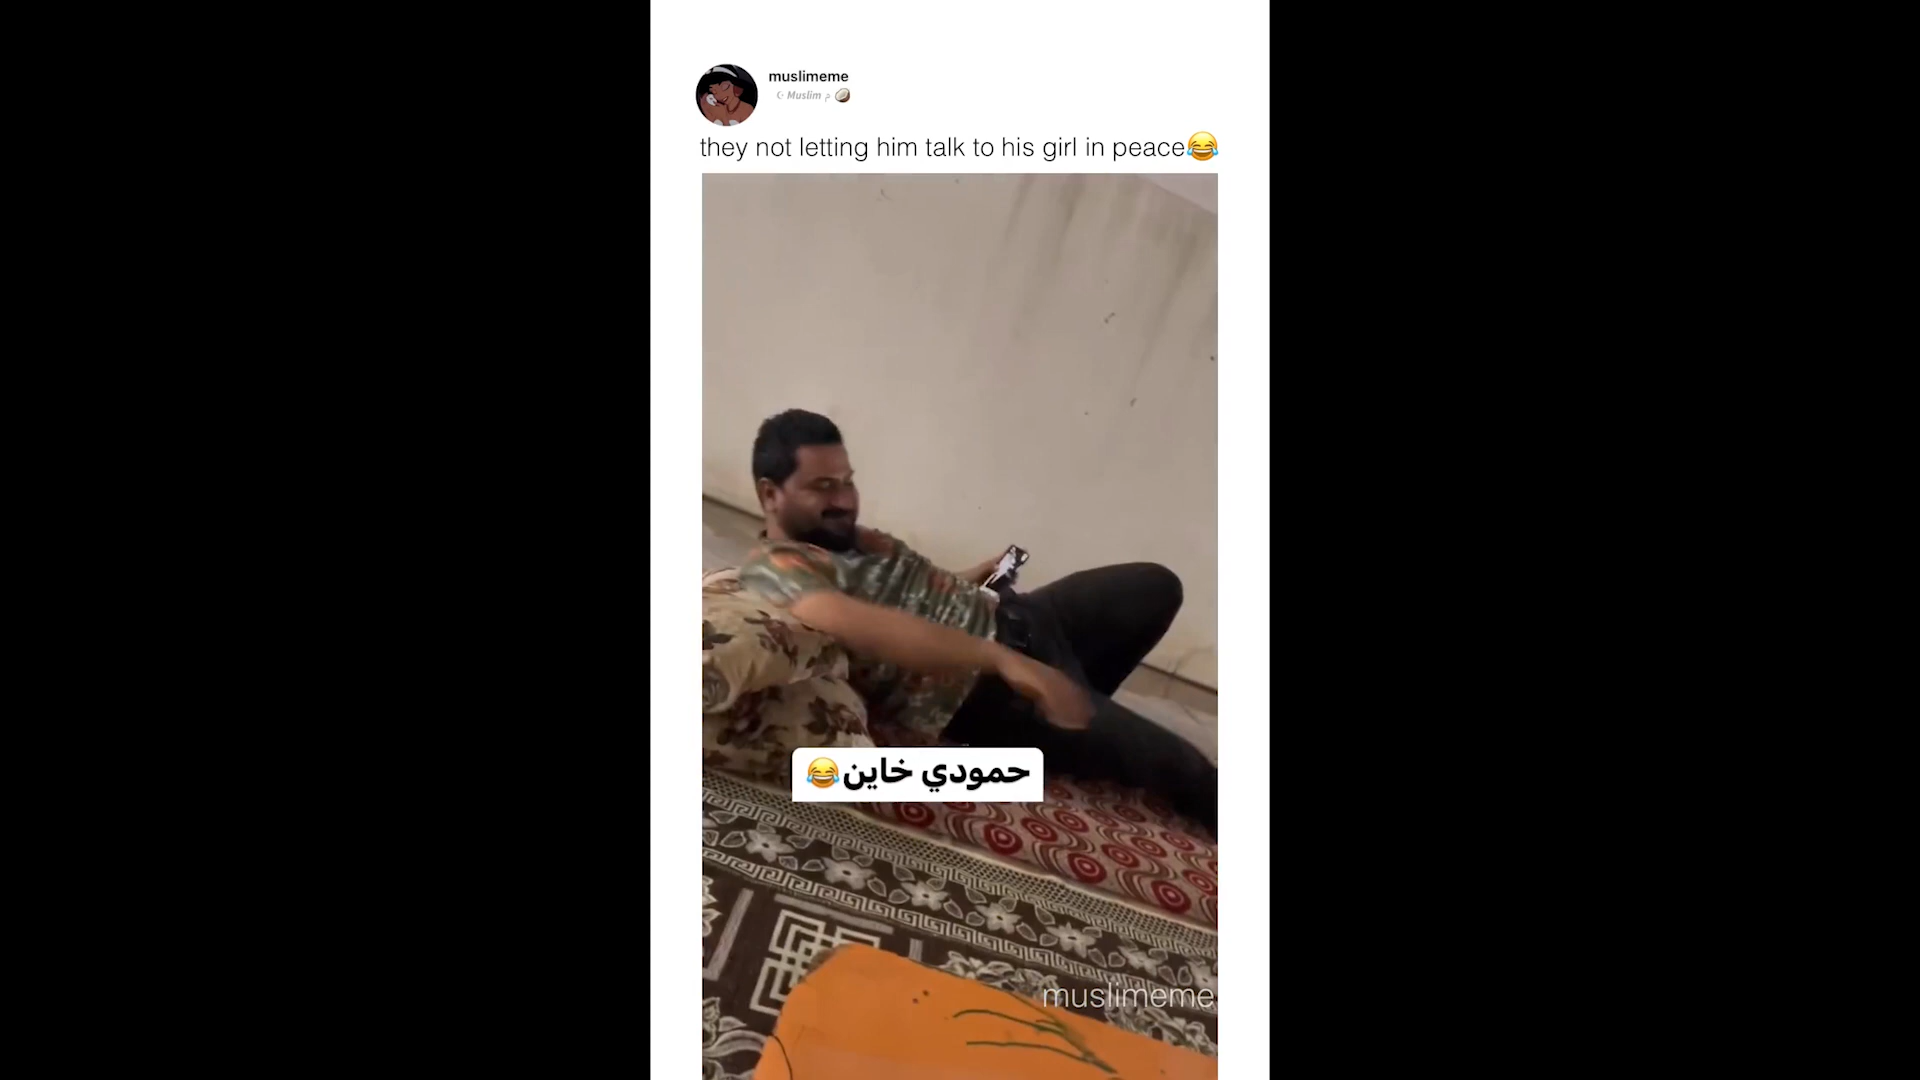 muslimeme
☪ Muslim م 🥥
they not letting him talk to his girl in peace😂
حمودي خاين😂
muslimeme